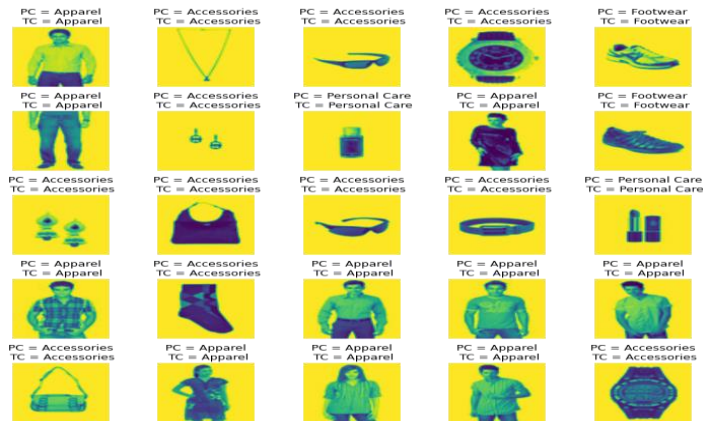 PC = Apparel
TC = Apparel
PC = Accessories
TC = Accessories
PC = Accessories
TC = Accessories
PC = Accessories
TC = Accessories
PC = Footwear
TC = Footwear
PC = Apparel
TC = Apparel
PC = Accessories
TC = Accessories
PC = Personal Care
TC = Personal Care
PC = Apparel
TC = Apparel
PC = Footwear
TC = Footwear
PC = Accessories
TC = Accessories
PC = Accessories
TC = Accessories
PC = Accessories
TC = Accessories
PC = Accessories
TC = Accessories
PC = Personal Care
TC = Personal Care
PC = Apparel
TC = Apparel
PC = Accessories
TC = Accessories
PC = Apparel
TC = Apparel
PC = Apparel
TC = Apparel
PC = Apparel
TC = Apparel
PC = Accessories
TC = Accessories
PC = Apparel
TC = Apparel
PC = Apparel
TC = Apparel
PC = Apparel
TC = Apparel
PC = Accessories
TC = Accessories